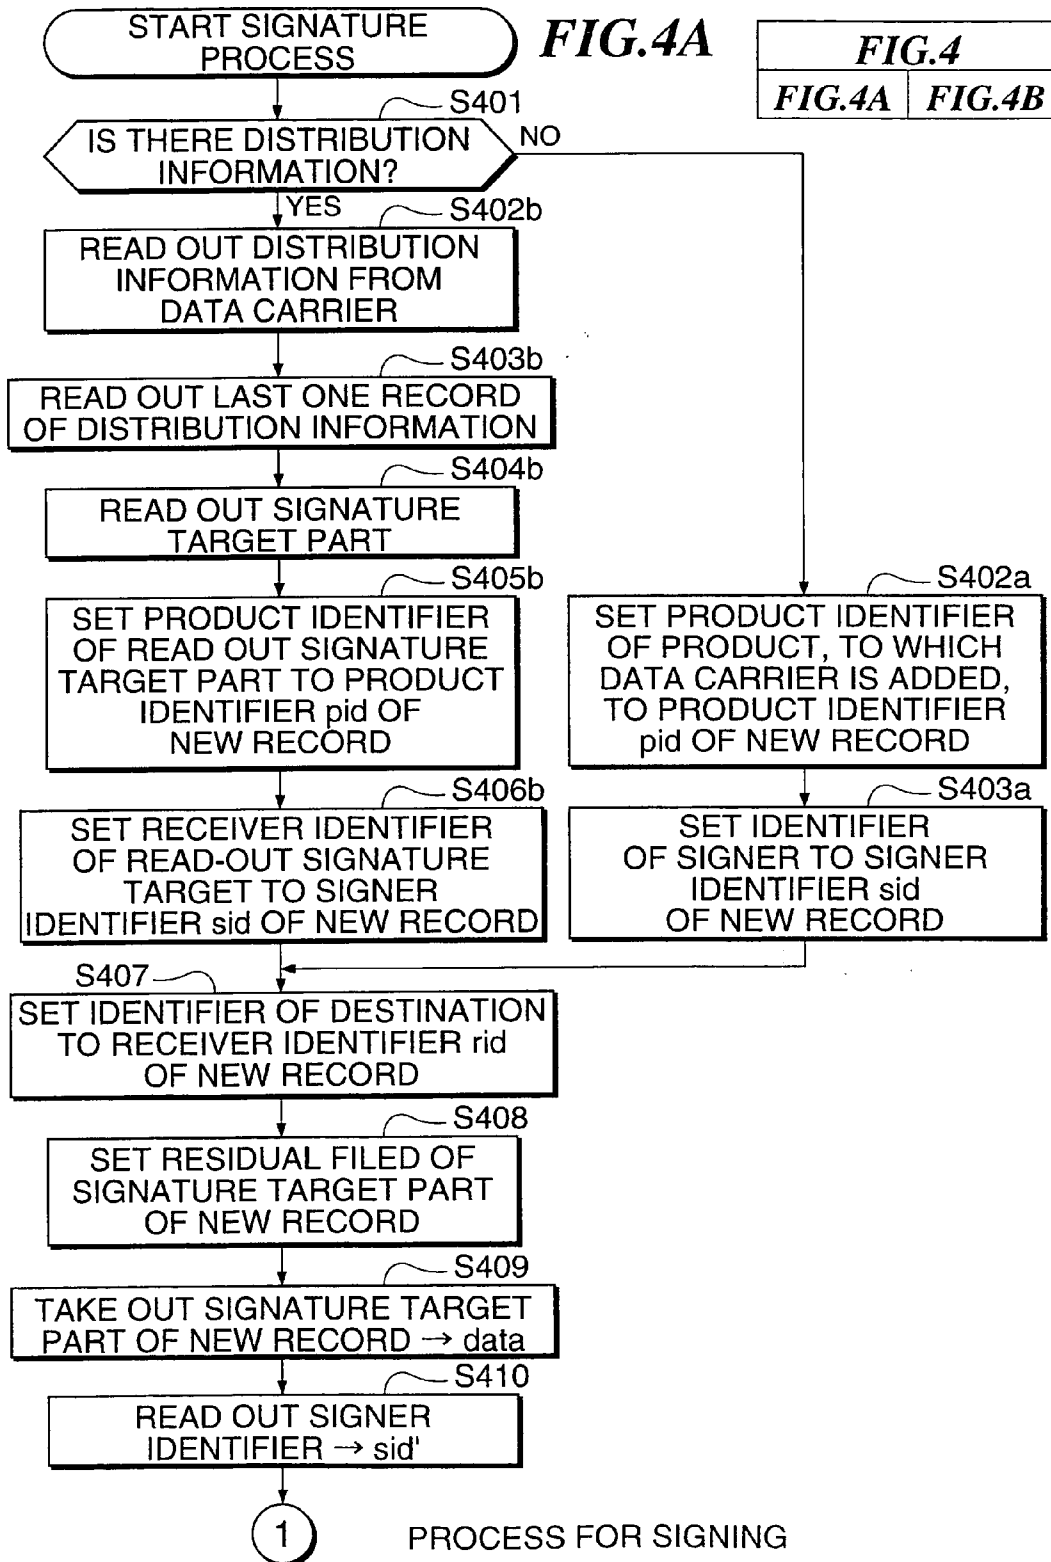 START SIGNATURE
PROCESS
FIG.4A
FIG.4
FIG.4A
FIG.4B
S401
IS THERE DISTRIBUTION
INFORMATION?
NO
YES
S402b
READ OUT DISTRIBUTION
INFORMATION FROM
DATA CARRIER
S403b
READ OUT LAST ONE RECORD
OF DISTRIBUTION INFORMATION
S404b
READ OUT SIGNATURE
TARGET PART
S405b
SET PRODUCT IDENTIFIER
OF READ OUT SIGNATURE
TARGET PART TO PRODUCT
IDENTIFIER pid OF
NEW RECORD
S402a
SET PRODUCT IDENTIFIER
OF PRODUCT, TO WHICH
DATA CARRIER IS ADDED,
TO PRODUCT IDENTIFIER
pid OF NEW RECORD
S406b
SET RECEIVER IDENTIFIER
OF READ-OUT SIGNATURE
TARGET TO SIGNER
IDENTIFIER sid OF NEW RECORD
S403a
SET IDENTIFIER
OF SIGNER TO SIGNER
IDENTIFIER sid
OF NEW RECORD
S407
SET IDENTIFIER OF DESTINATION
TO RECEIVER IDENTIFIER rid
OF NEW RECORD
S408
SET RESIDUAL FILED OF
SIGNATURE TARGET PART
OF NEW RECORD
S409
TAKE OUT SIGNATURE TARGET
PART OF NEW RECORD → data
S410
READ OUT SIGNER
IDENTIFIER → sid'
1
PROCESS FOR SIGNING